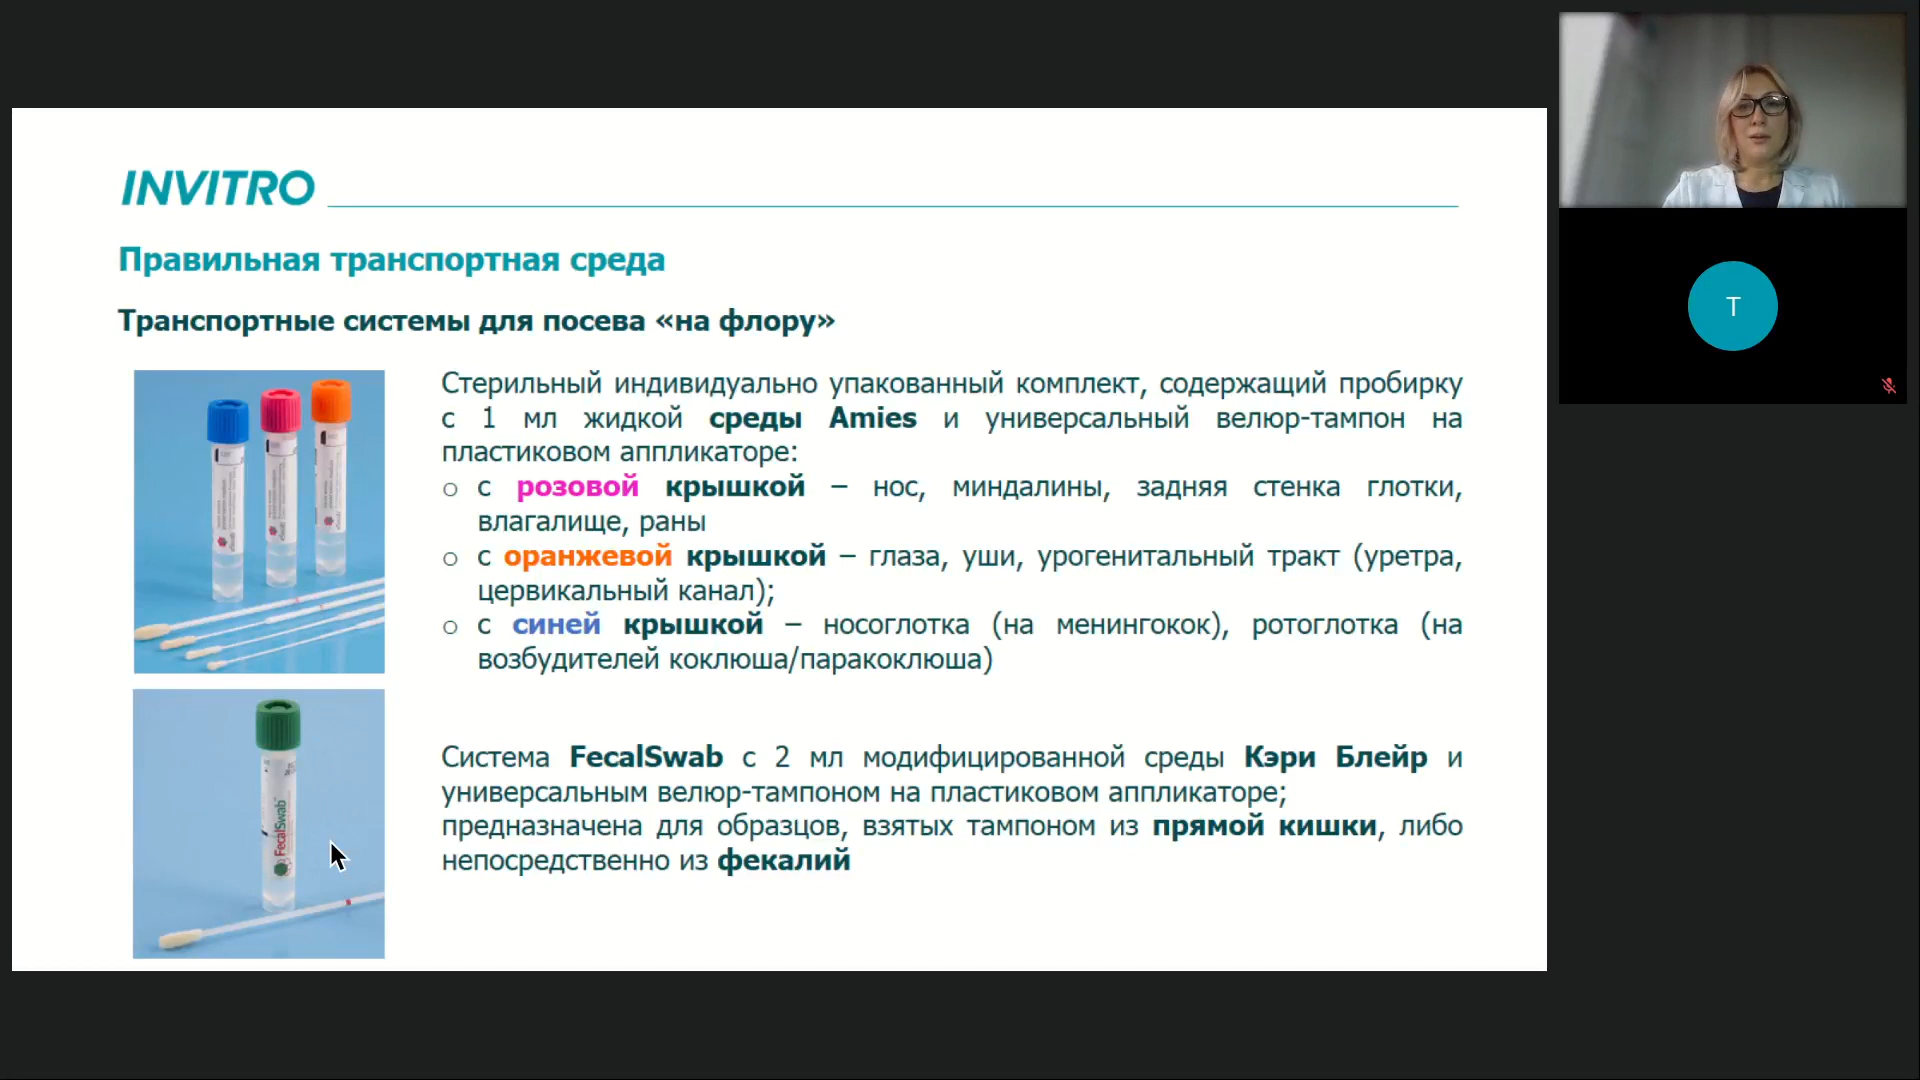 INVITRO
Правильная транспортная среда
Транспортные системы для посева «на флору»
Стерильный индивидуально упакованный комплект, содержащий пробирку
с 1 мл жидкой среды Amies и универсальный велюр-тампон на
пластиковом аппликаторе:
o с розовой крышкой – нос, миндалины, задняя стенка глотки,
влагалище, раны
o с оранжевой крышкой – глаза, уши, урогенитальный тракт (уретра,
цервикальный канал);
o с синей крышкой – носоглотка (на менингокок), ротоглотка (на
возбудителей коклюша/паракоклюша)
FecalSwab
Система FecalSwab с 2 мл модифицированной среды Кэри Блейр и
универсальным велюр-тампоном на пластиковом аппликаторе;
предназначена для образцов, взятых тампоном из прямой кишки, либо
непосредственно из фекалий
T